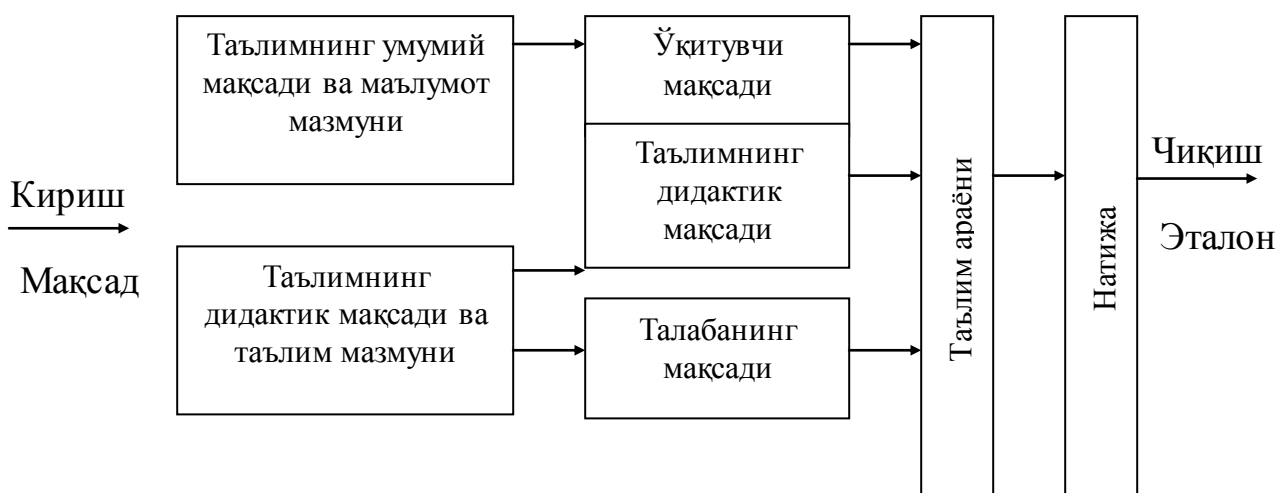 Кириш
Мақсад
Таълимнинг умумий
мақсади ва маълумот
мазмуни
Таълимнинг
дидактик мақсади ва
таълим мазмуни
Ўқитувчи
мақсади
Таълимнинг
дидактик
мақсади
Талабанинг
мақсади
Таълим араёни
Натижа
Чиқиш
Эталон